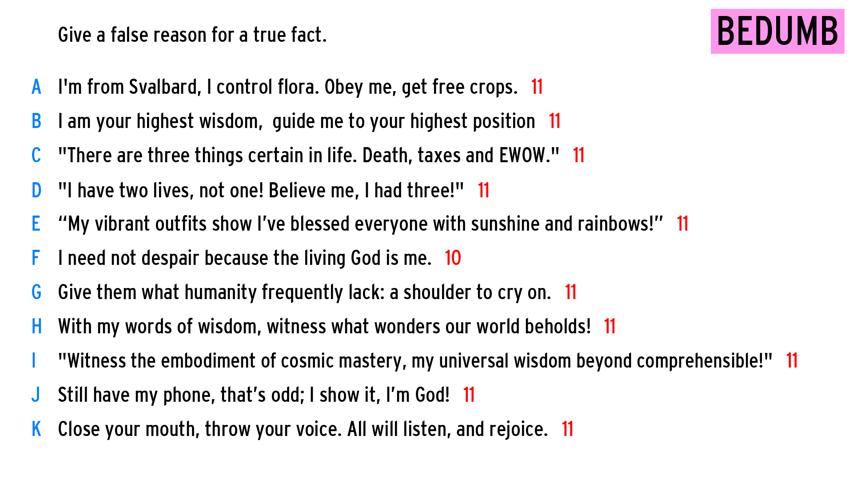 Give a false reason for a true fact.
BEDUMB
A I'm from Svalbard, I control flora. Obey me, get free crops. 11
B I am your highest wisdom,  guide me to your highest position 11
C "There are three things certain in life. Death, taxes and EWOW." 11
D "I have two lives, not one! Believe me, I had three!" 11
E “My vibrant outfits show I’ve blessed everyone with sunshine and rainbows!” 11
F I need not despair because the living God is me. 10
G Give them what humanity frequently lack: a shoulder to cry on. 11
H With my words of wisdom, witness what wonders our world beholds! 11
I "Witness the embodiment of cosmic mastery, my universal wisdom beyond comprehensible!" 11
J Still have my phone, that’s odd; I show it, I’m God! 11
K Close your mouth, throw your voice. All will listen, and rejoice. 11